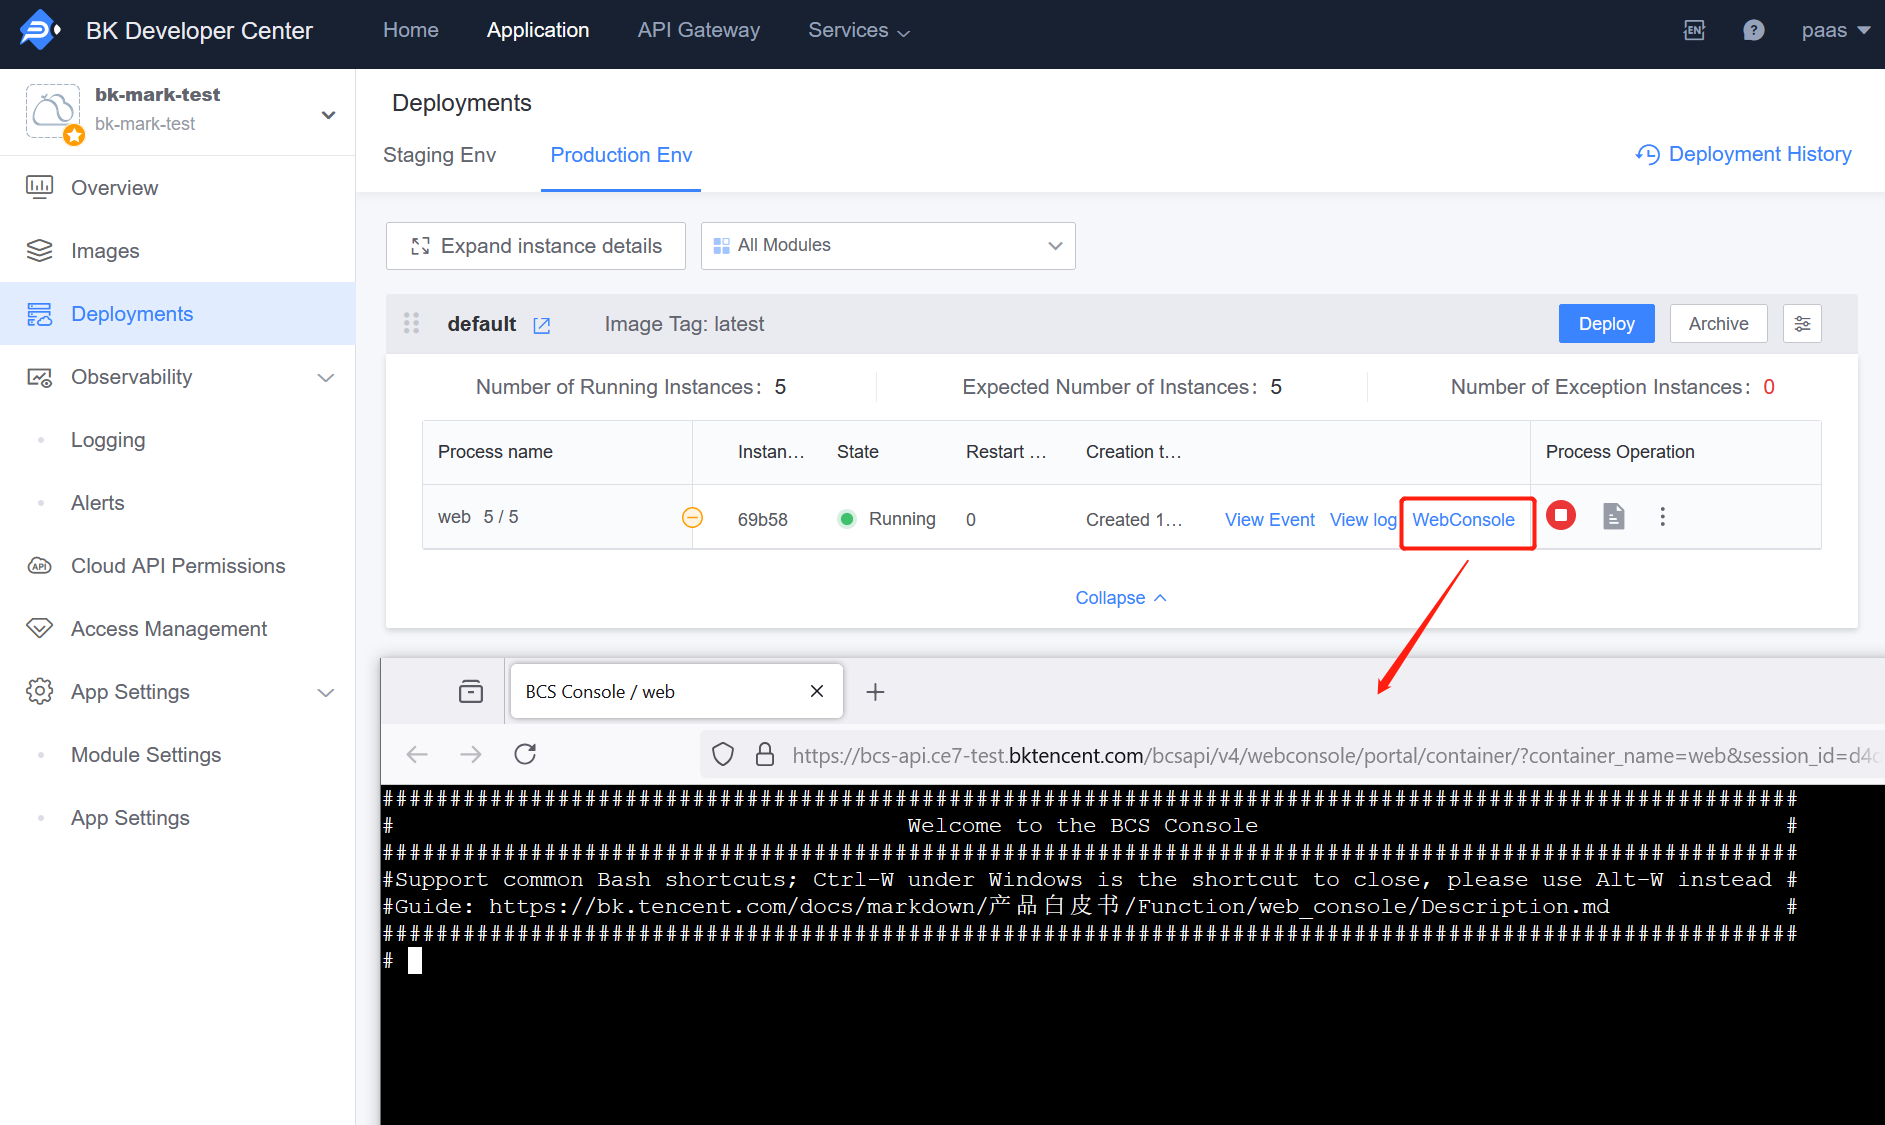 BK Developer Center
Home
Application
API Gateway
Services
EN
?
paas
bk-mark-test
bk-mark-test
Overview
Images
Deployments
Observability
Logging
Alerts
API
Cloud API Permissions
Access Management
App Settings
Module Settings
App Settings
Deployments
Staging Env
Production Env
Deployment History
Expand instance details
All Modules
default
Image Tag: latest
Deploy
Archive
Number of Running Instances: 5
Expected Number of Instances: 5
Number of Exception Instances: 0
Process name
Instan...
State
Restart ...
Creation t...
Process Operation
web 5 / 5
69b58
Running
0
Created 1...
View Event
View log
WebConsole
Collapse
BCS Console / web
https://bcs-api.ce7-test.bktencent.com/bcsapi/v4/webconsole/portal/container/?container_name=web&session_id=d4
#########################################################################################################
# Welcome to the BCS Console #
#########################################################################################################
#Support common Bash shortcuts; Ctrl-W under Windows is the shortcut to close, please use Alt-W instead #
#Guide: https://bk.tencent.com/docs/markdown/产品白皮书/Function/web_console/Description.md #
#########################################################################################################
#